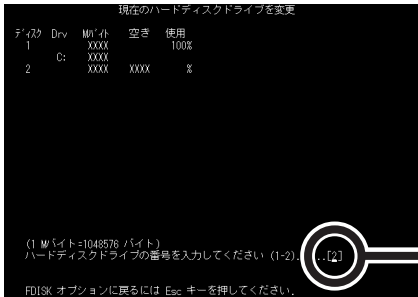 現在のハードディスクドライブを変更
ディスク Drv Mバイト 空き 使用
1 XXXX 100%
C: XXXX
2 XXXX XXXX %
(1 Mバイト=1048576 バイト)
ハードディスクドライブの番号を入力してください (1-2). ...[2]
FDISK オプションに戻るには Esc キーを押してください.